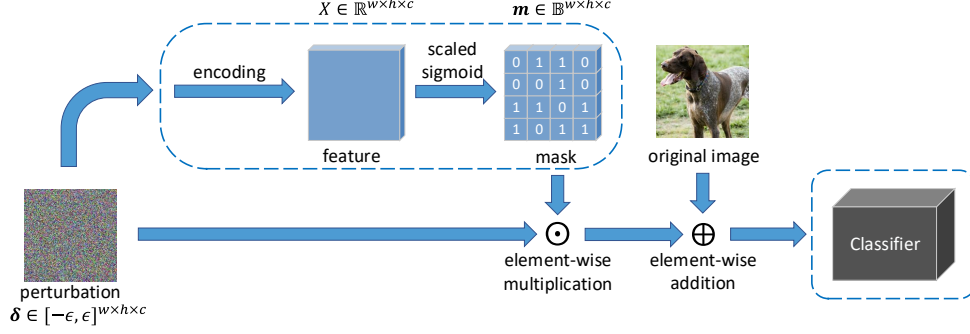 X ∈ ℝ^{w×h×c}
m ∈ 𝔹^{w×h×c}
encoding
scaled
sigmoid
0 1 1 0
0 1 0 0
1 1 0 1
1 0 1 1
feature
mask
original image
Classifier
element-wise
multiplication
element-wise
addition
perturbation
δ ∈ [−ϵ, ϵ]^{w×h×c}